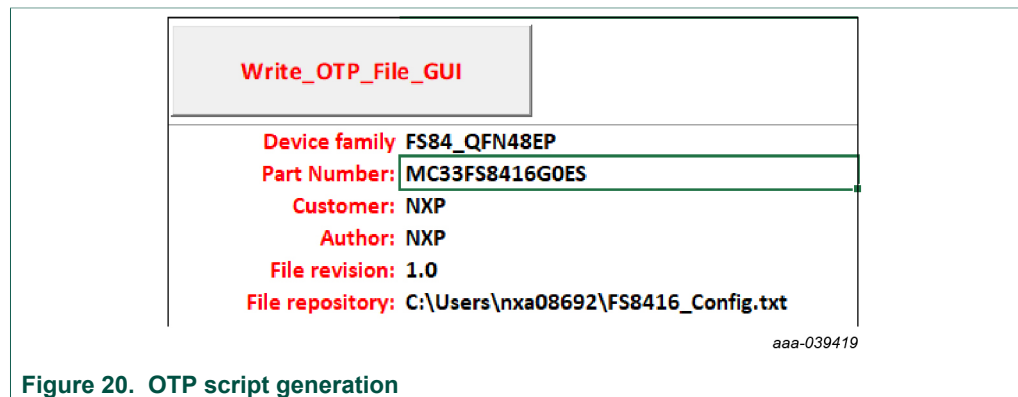 Write_OTP_File_GUI
Device family FS84_QFN48EP
Part Number: MC33FS8416G0ES
Customer: NXP
Author: NXP
File revision: 1.0
File repository: C:\Users\nxa08692\FS8416_Config.txt
aaa-039419
Figure 20. OTP script generation